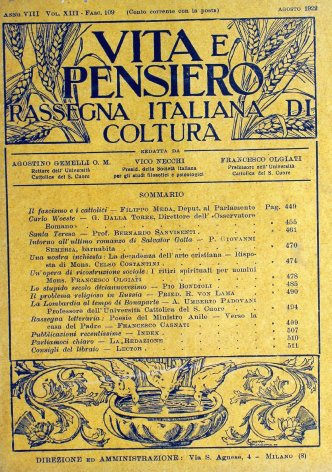 ANNO VIII VOL. XIII - FASC. 109 (Conto corrente con la posta) AGOSTO 1922
VITA E
PENSIERO
RASSEGNA ITALIANA DI
COLTURA
REDATTA DA
AGOSTINO GEMELLI O. M. VICO NECCHI FRANCESCO OLGIATI
Rettore dell'Università Presid. della Società Italiana Professore nell'Università
Cattolica del S. Cuore per gli studi filosofici e psicologici Cattolica del S. Cuore
SOMMARIO
Il fascismo e i cattolici — FILIPPO MEDA, Deput. al Parlamento Pag. 449
Carlo Woeste — G. DALLA TORRE, Direttore dell'«Osservatore
Romano» 455
Santa Teresa — Prof. BERNARDO SANVISENTI 461
Intorno all'ultimo romanzo di Salvator Gotta — P. GIOVANNI
SEMERIA, barnabita 470
Una nostra inchiesta: La decadenza dell'arte cristiana — Risposta
di Mons. CELSO COSTANTINI 474
Un'opera di ricostruzione sociale: i ritiri spirituali per uomini
Mons. FRANCESCO OLGIATI 478
Lo stupido secolo diciannovesimo — PIO BONDIOLI 485
Il problema religioso in Russia — FRIED. R. VON LAMA 490
La Lombardia al tempo di Bonaparte — A. UMBERTO PADOVANI
Professore dell'Università Cattolica del S. Cuore 494
Rassegna letteraria: Poesie del Ministro Anile — Verso la
casa del Padre — FRANCESCO CASNATI 499
Pubblicazioni recentissime — INDEX 507
Parliamoci chiaro — LA REDAZIONE 510
Consigli del libraio — LECTOR 511
DIREZIONE ED AMMINISTRAZIONE: Via S. Agnese, 4 - MILANO (8)